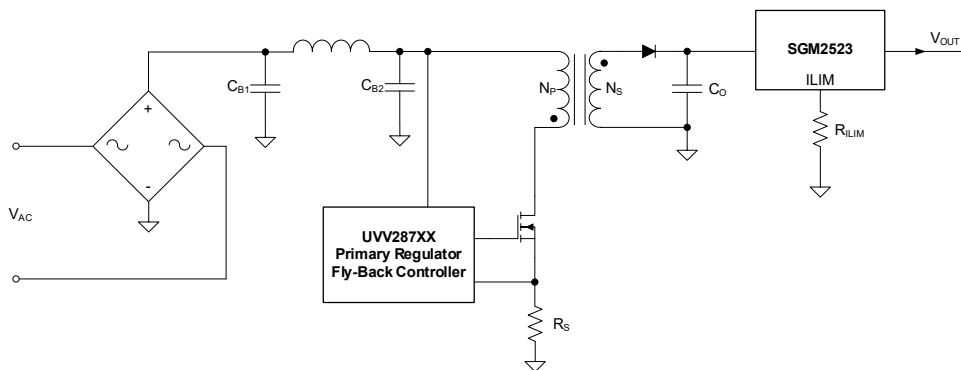 SGM2523
ILIM
V_OUT
C_B1
C_B2
N_P
N_S
C_O
R_ILIM
+
-
V_AC
UVV287XX
Primary Regulator
Fly-Back Controller
R_S